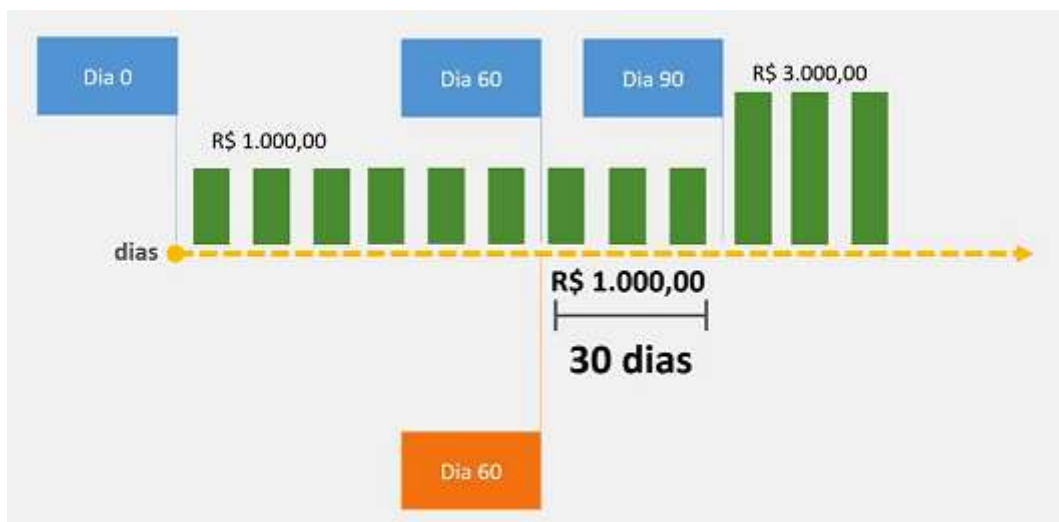 Dia 0
Dia 60
Dia 90
R$ 3.000,00
R$ 1.000,00
dias
R$ 1.000,00
30 dias
Dia 60